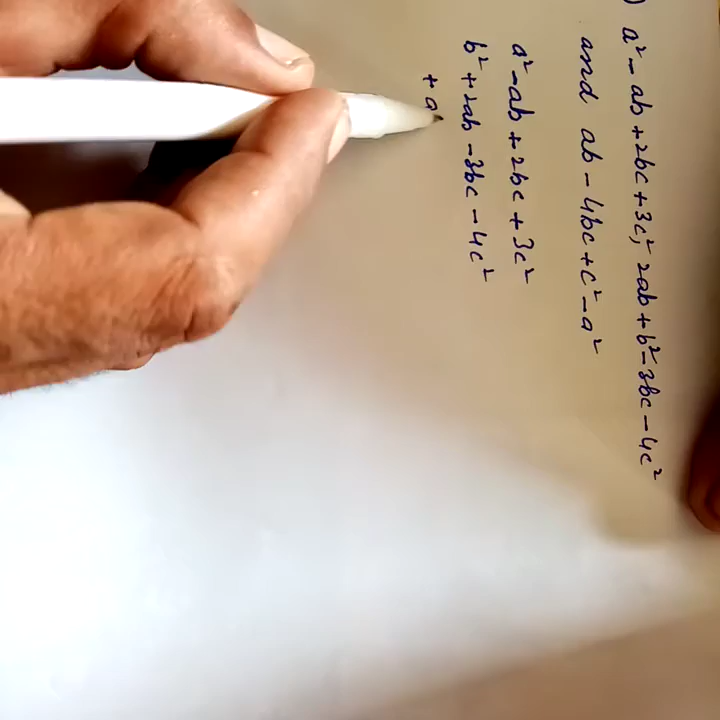 ) a² - ab + 2bc + 3c², 2ab + b² - 3bc - 4c²
and ab - 4bc + c² - a²
a² - ab + 2bc + 3c²
b² + 2ab - 3bc - 4c²
+ a